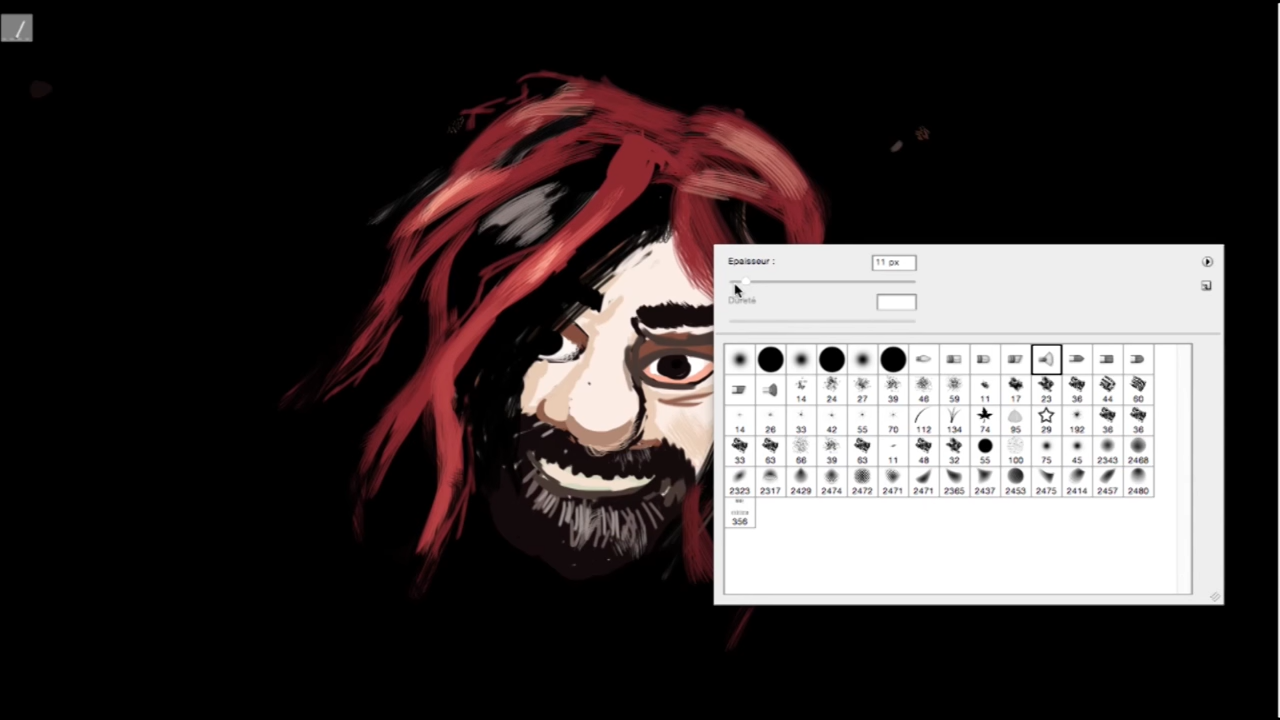 Epaisseur :
11 px
Dureté
14 24 27 39 46 59 11 17 23 36 44 60
14 26 33 42 55 70 112 134 74 95 29 192 36 36
33 63 66 39 63 11 48 32 55 100 75 45 2343 2468
2323 2317 2429 2474 2472 2471 2471 2365 2437 2453 2475 2414 2457 2480
356